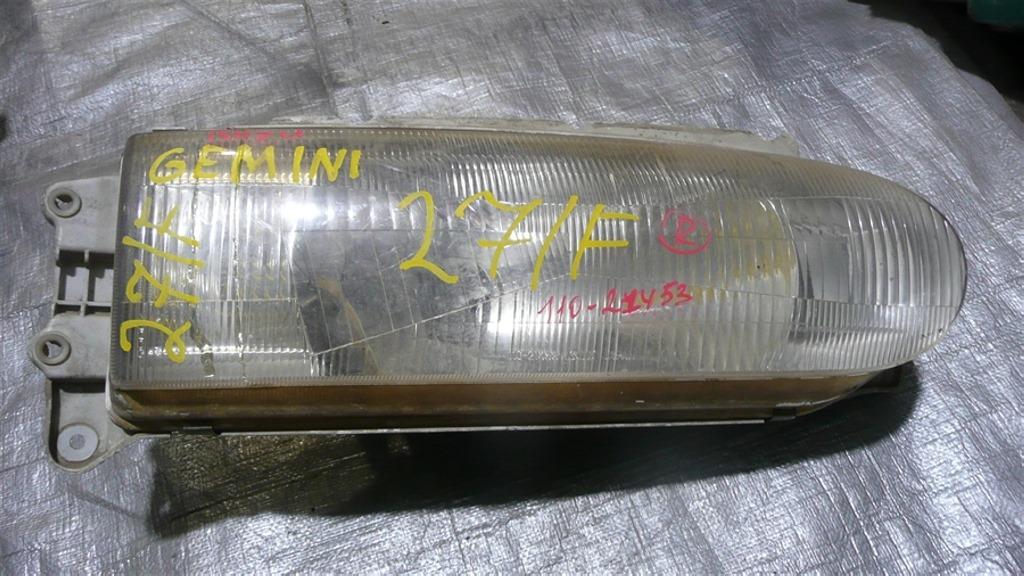 GEMINI
27/F
27/F
R
110-21453